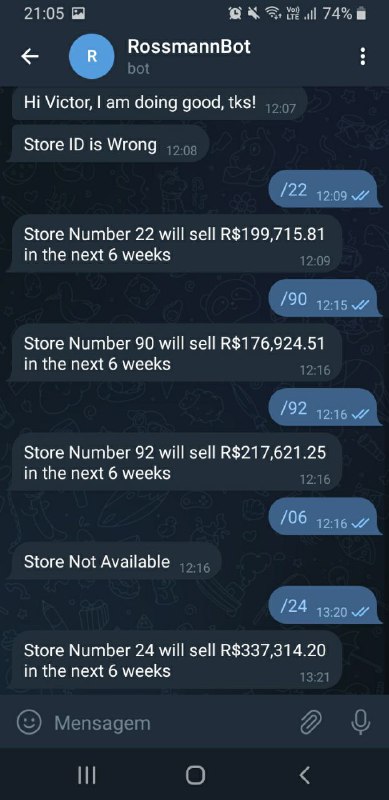 21:05 Vo)) LTE 74%
R
RossmannBot
bot
Hi Victor, I am doing good, tks! 12:07
Store ID is Wrong 12:08
/22 12:09
Store Number 22 will sell R$199,715.81
in the next 6 weeks
12:09
/90 12:15
Store Number 90 will sell R$176,924.51
in the next 6 weeks
12:16
/92 12:16
Store Number 92 will sell R$217,621.25
in the next 6 weeks
12:16
/06 12:16
Store Not Available 12:16
/24 13:20
Store Number 24 will sell R$337,314.20
in the next 6 weeks
13:21
Mensagem